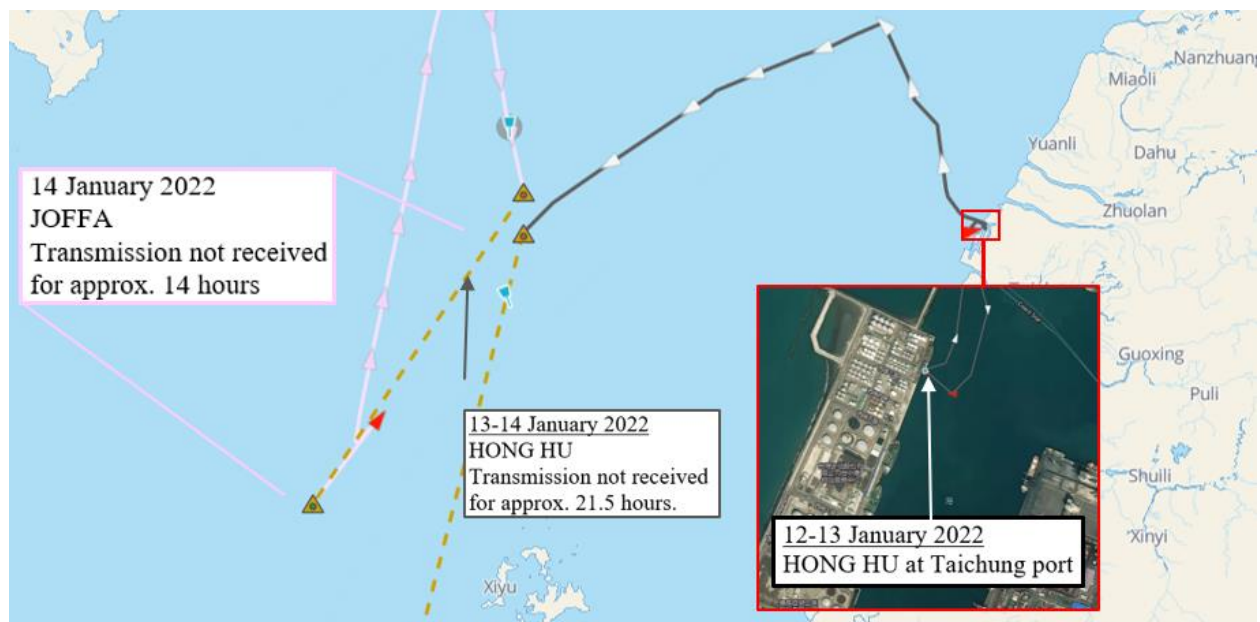 Nanzhuang
Miaoli
Yuanli
Dahu
14 January 2022
JOFFA
Transmission not received
for approx. 14 hours
Zhuolan
Guoxing
Puli
13-14 January 2022
HONG HU
Transmission not received
for approx. 21.5 hours.
Shuili
12-13 January 2022
HONG HU at Taichung port
Xinyi
Xiyu